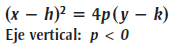 (x − h)² = 4p(y − k)
Eje vertical: p < 0